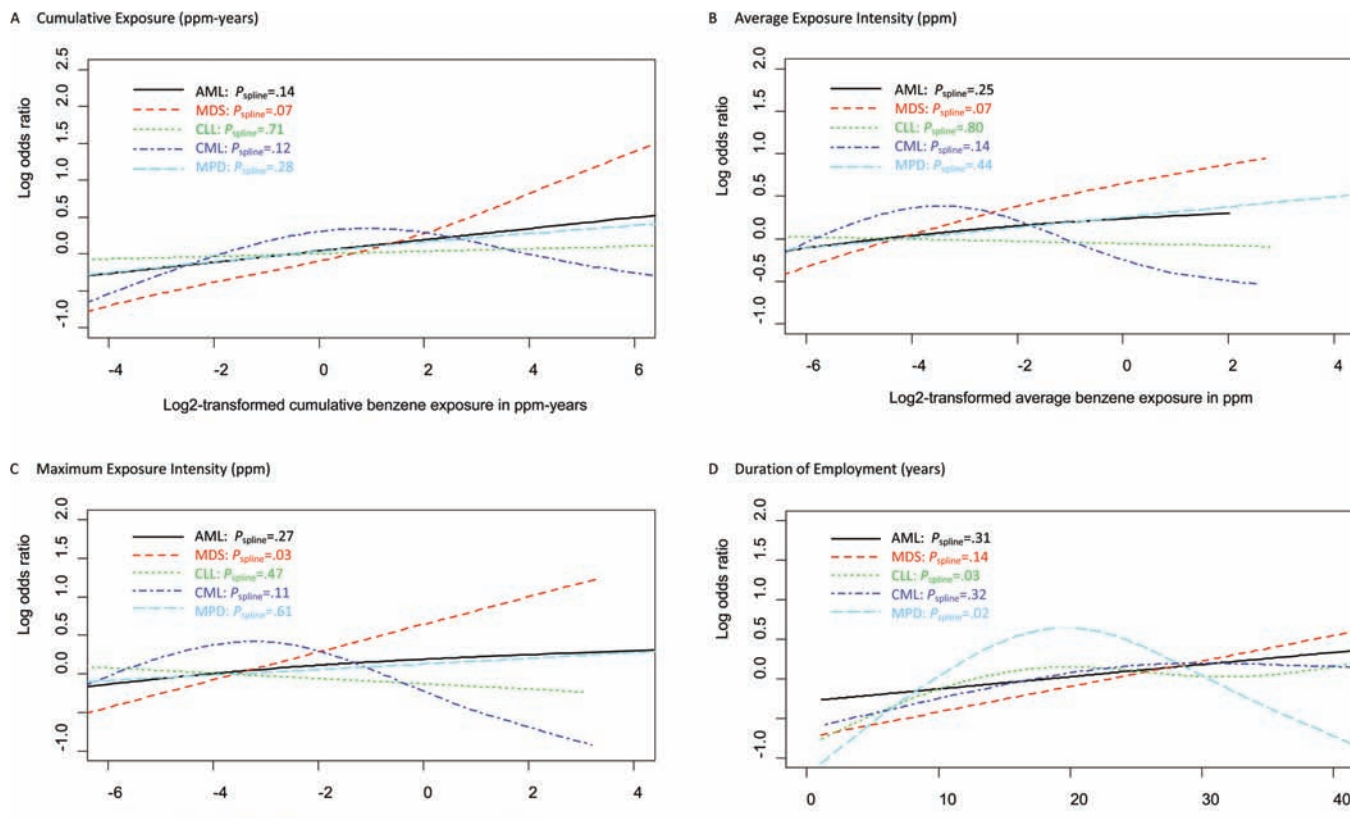 A Cumulative Exposure (ppm-years)
Log odds ratio
2.5
2.0
1.5
1.0
0.5
0.0
-1.0
AML: Pspline=.14
MDS: Pspline=.07
CLL: Pspline=.71
CML: Pspline=.12
MPD: Pspline=.28
-4 -2 0 2 4 6
Log2-transformed cumulative benzene exposure in ppm-years
B Average Exposure Intensity (ppm)
Log odds ratio
2.0
1.5
1.0
0.5
0.0
-0.5
-1.0
AML: Pspline=.25
MDS: Pspline=.07
CLL: Pspline=.80
CML: Pspline=.14
MPD: Pspline=.44
-6 -4 -2 0 2 4
Log2-transformed average benzene exposure in ppm
C Maximum Exposure Intensity (ppm)
Log odds ratio
2.0
1.5
1.0
0.5
0.0
-1.0
AML: Pspline=.27
MDS: Pspline=.03
CLL: Pspline=.47
CML: Pspline=.11
MPD: Pspline=.61
-6 -4 -2 0 2 4
D Duration of Employment (years)
Log odds ratio
2.0
1.5
1.0
0.5
0.0
-1.0
AML: Pspline=.31
MDS: Pspline=.14
CLL: Pspline=.03
CML: Pspline=.32
MPD: Pspline=.02
0 10 20 30 40